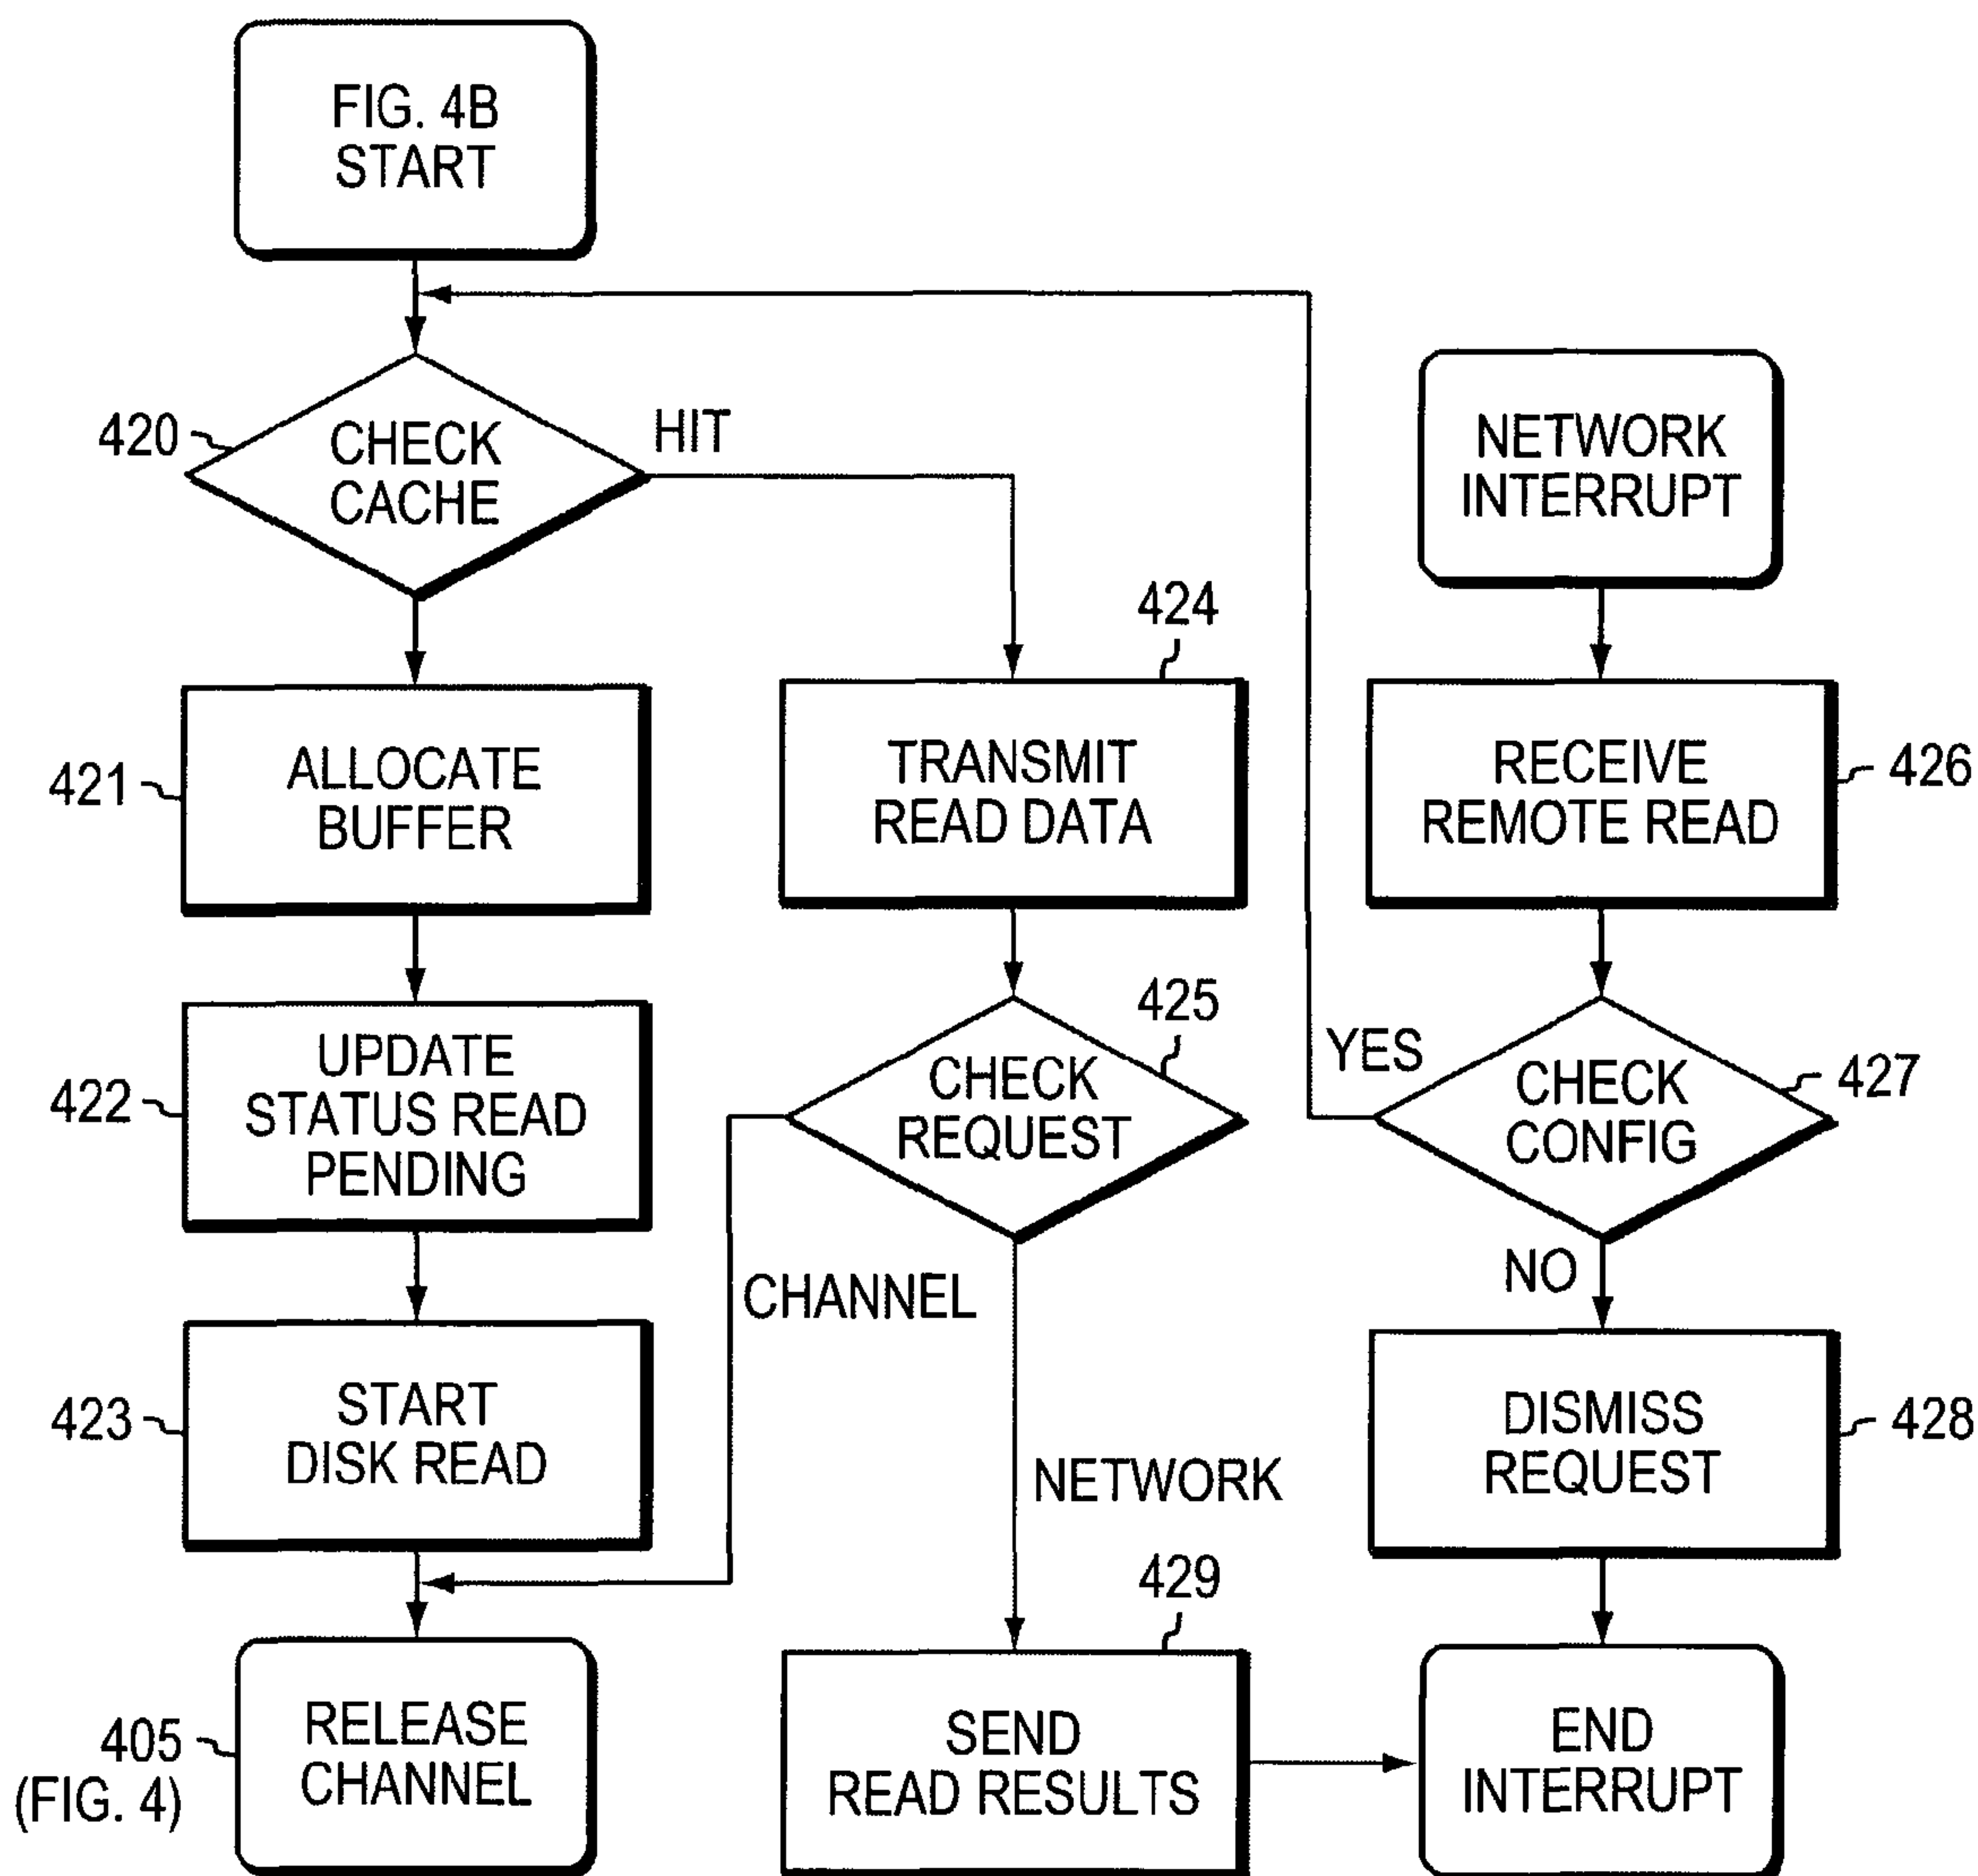 FIG. 4B
START
420
CHECK
CACHE
HIT
NETWORK
INTERRUPT
421
ALLOCATE
BUFFER
424
TRANSMIT
READ DATA
RECEIVE
REMOTE READ
426
422
UPDATE
STATUS READ
PENDING
425
CHECK
REQUEST
YES
CHECK
CONFIG
427
NO
CHANNEL
423
START
DISK READ
NETWORK
DISMISS
REQUEST
428
405
(FIG. 4)
RELEASE
CHANNEL
429
SEND
READ RESULTS
END
INTERRUPT